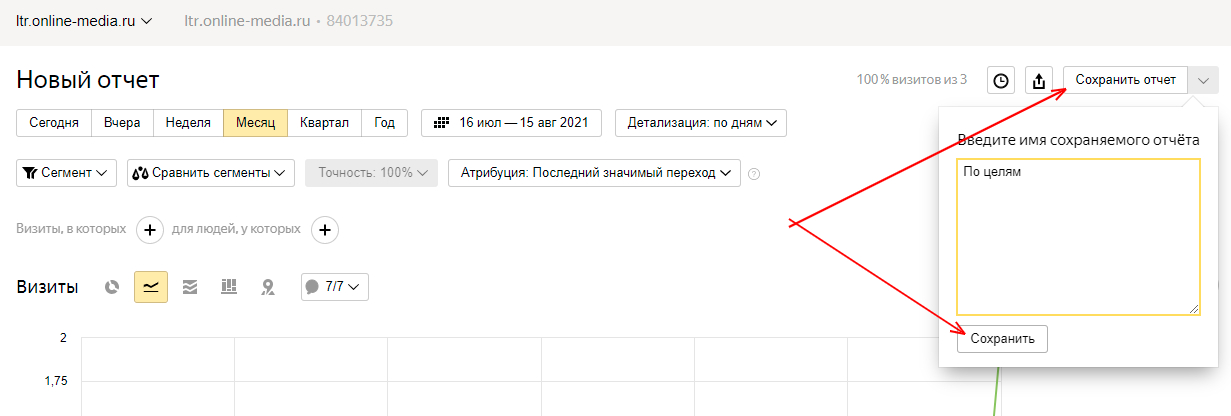 ltr.online-media.ru ltr.online-media.ru • 84013735
Новый отчет 100 % визитов из 3 Сохранить отчет
Сегодня Вчера Неделя Месяц Квартал Год 16 июл — 15 авг 2021 Детализация: по дням
Введите имя сохраняемого отчёта
По целям
Сегмент Сравнить сегменты Точность: 100% Атрибуция: Последний значимый переход ?
Визиты, в которых + для людей, у которых +
Визиты 7/7
Сохранить
2
1,75